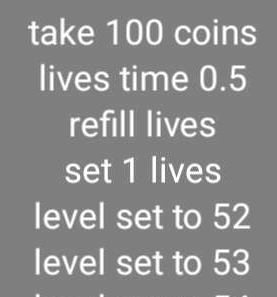 take 100 coins
lives time 0.5
refill lives
set 1 lives
level set to 52
level set to 53